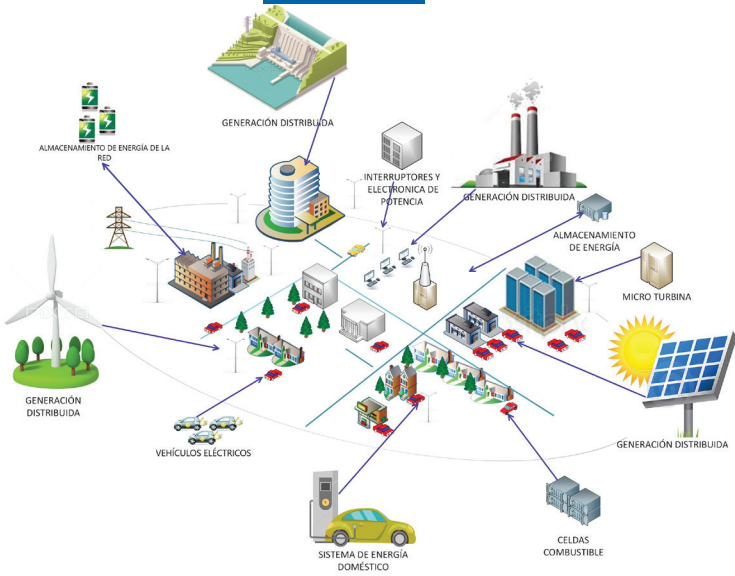 GENERACIÓN DISTRIBUIDA
ALMACENAMIENTO DE ENERGÍA DE LA
RED
INTERRUPTORES Y
ELECTRONICA DE
POTENCIA
GENERACIÓN DISTRIBUIDA
ALMACENAMIENTO
DE ENERGÍA
MICRO TURBINA
GENERACIÓN
DISTRIBUIDA
GENERACIÓN DISTRIBUIDA
VEHÍCULOS ELÉCTRICOS
SISTEMA DE ENERGÍA
DOMÉSTICO
CELDAS
COMBUSTIBLE